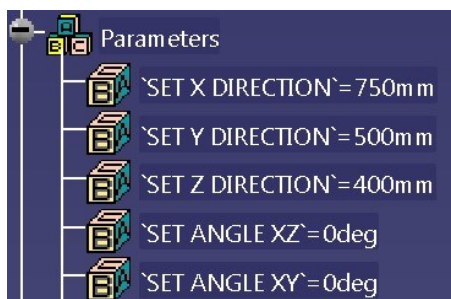 Parameters
`SET X DIRECTION`=750mm
`SET Y DIRECTION`=500mm
`SET Z DIRECTION`=400mm
`SET ANGLE XZ`=0deg
`SET ANGLE XY`=0deg